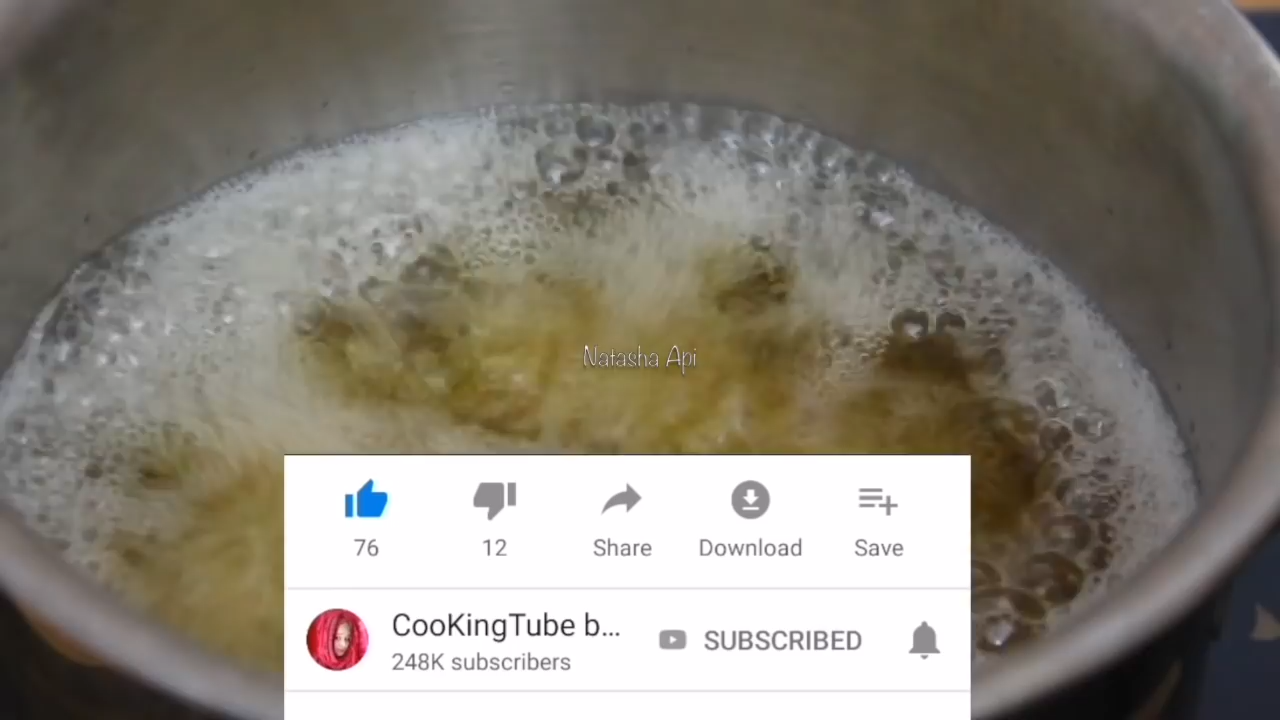 Natasha Api
76
12
Share
Download
Save
CooKingTube b...
248K subscribers
SUBSCRIBED